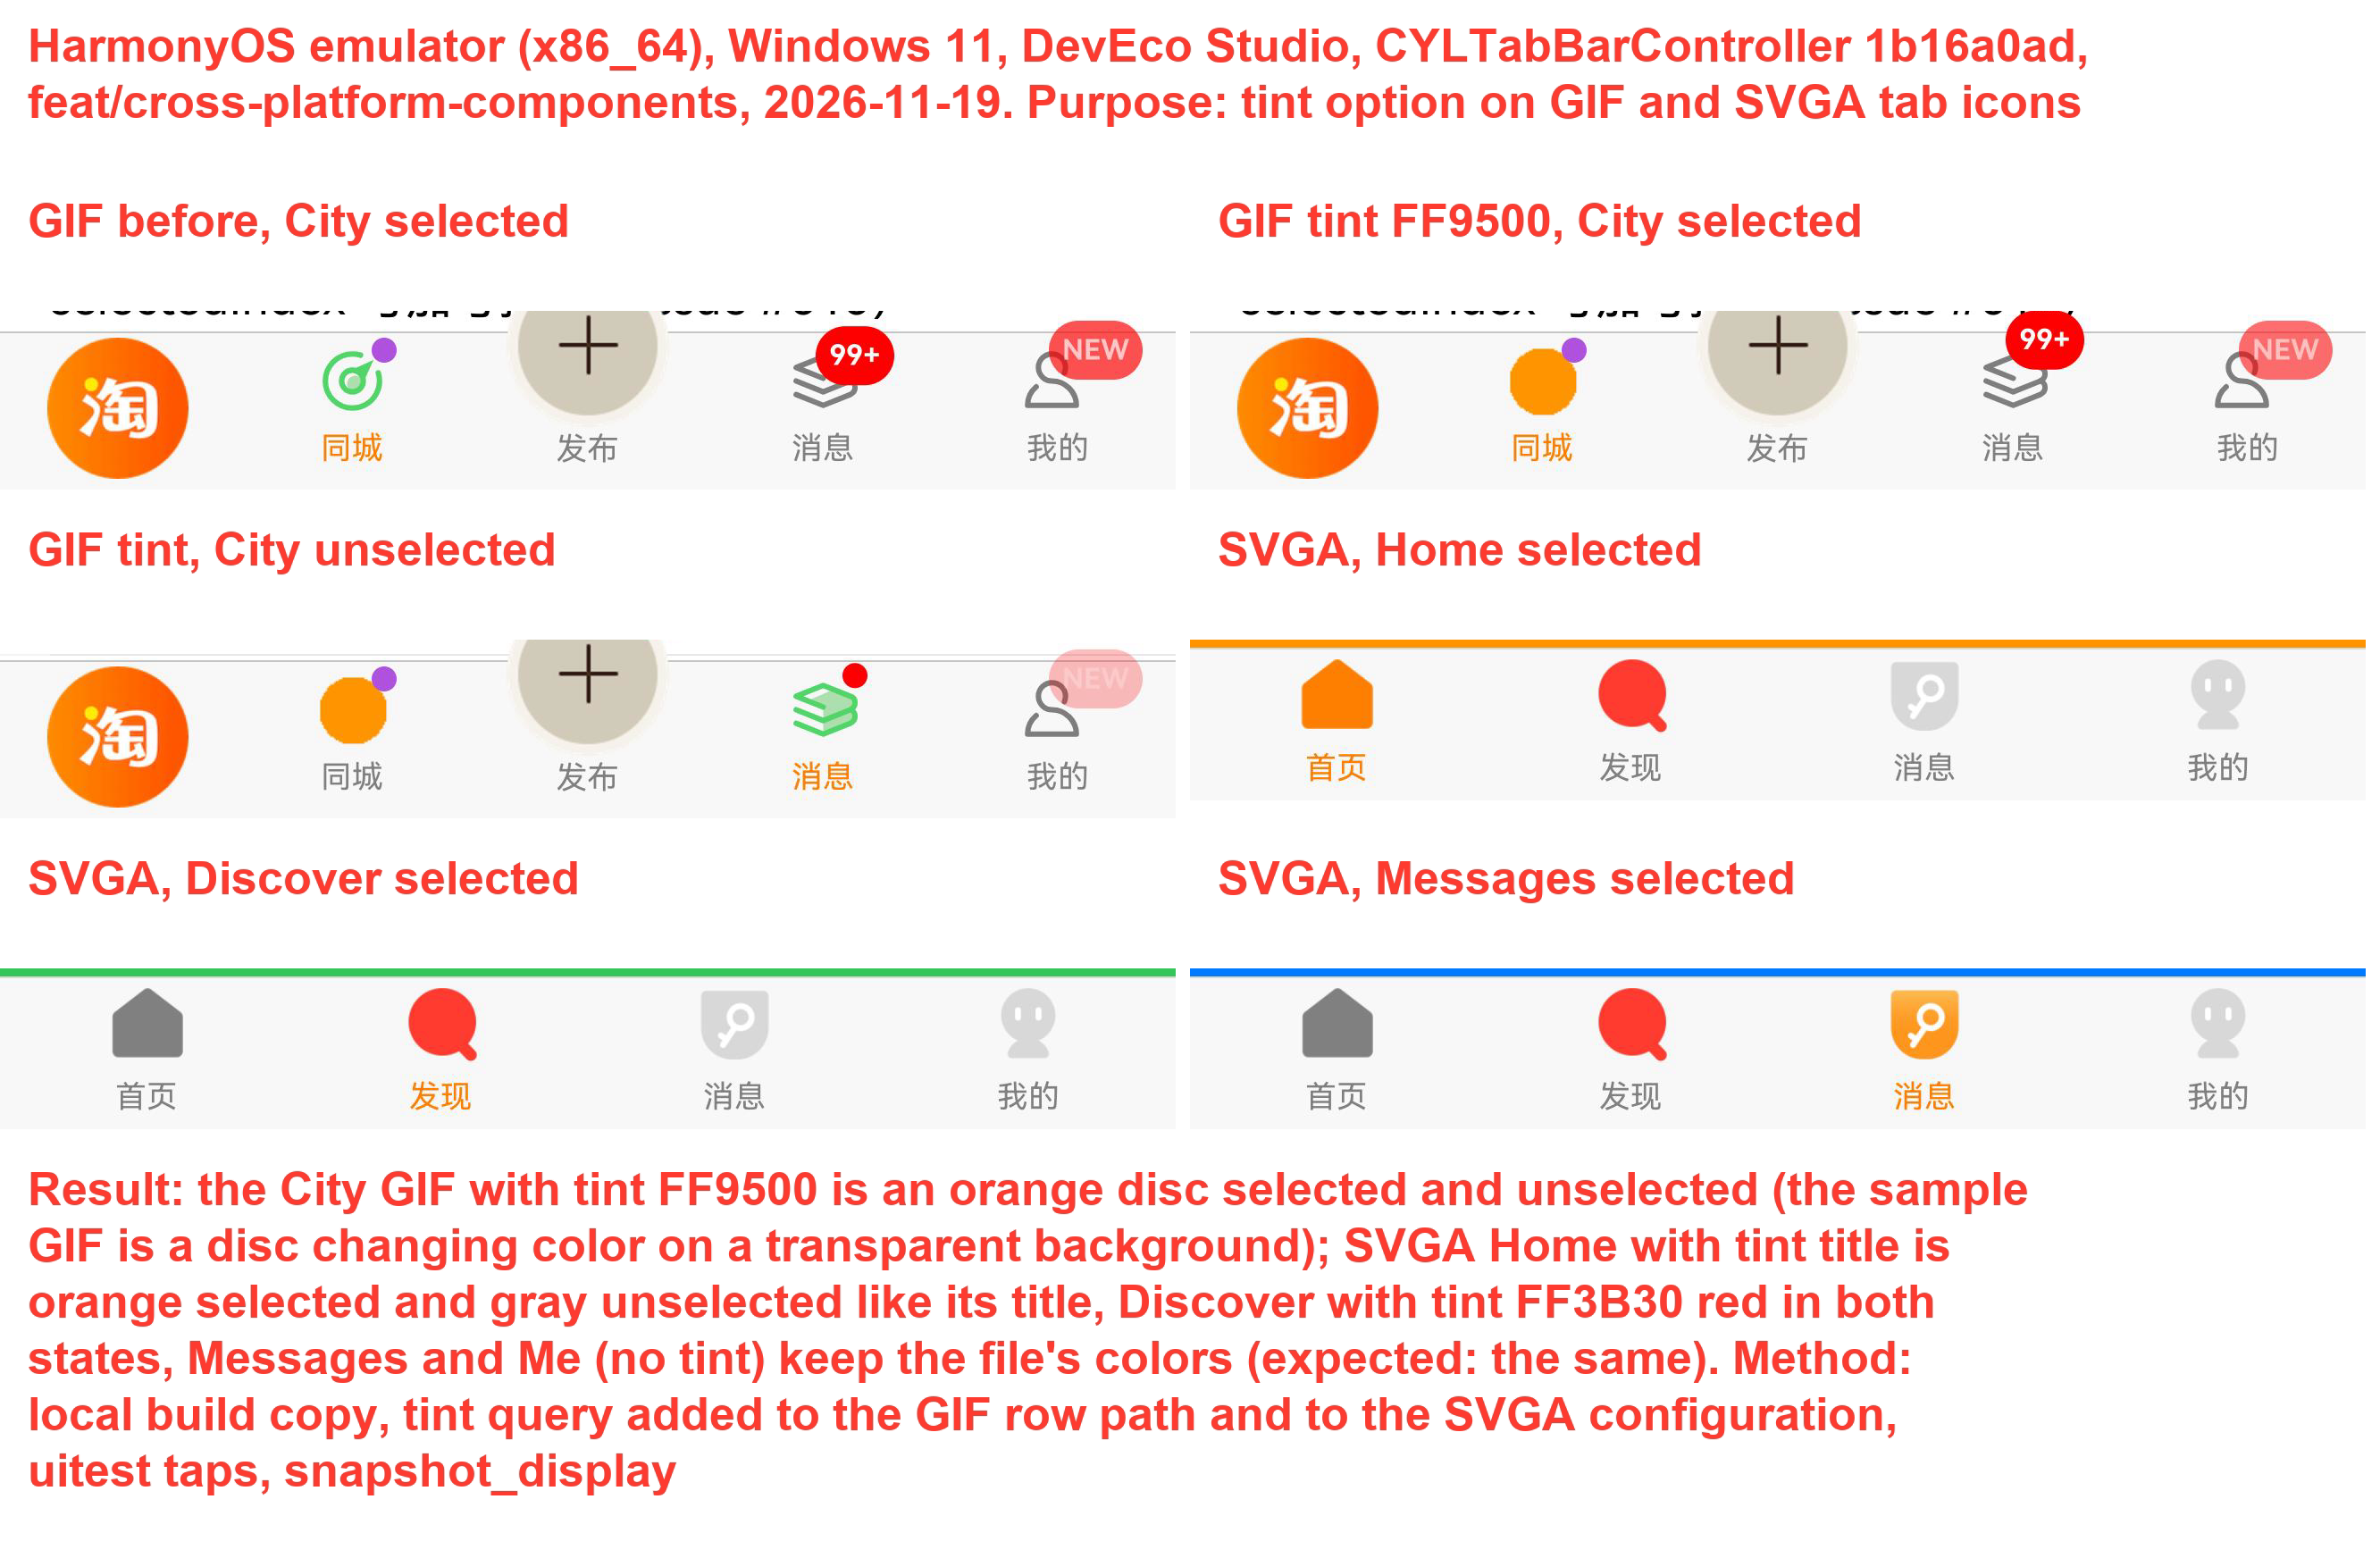 HarmonyOS emulator (x86_64), Windows 11, DevEco Studio, CYLTabBarController 1b16a0ad,
feat/cross-platform-components, 2026-11-19. Purpose: tint option on GIF and SVGA tab icons
GIF before, City selected
GIF tint FF9500, City selected
淘
99+
NEW
同城
发布
消息
我的
淘
99+
NEW
同城
发布
消息
我的
GIF tint, City unselected
SVGA, Home selected
淘
NEW
同城
发布
消息
我的
首页
发现
消息
我的
SVGA, Discover selected
SVGA, Messages selected
首页
发现
消息
我的
首页
发现
消息
我的
Result: the City GIF with tint FF9500 is an orange disc selected and unselected (the sample
GIF is a disc changing color on a transparent background); SVGA Home with tint title is
orange selected and gray unselected like its title, Discover with tint FF3B30 red in both
states, Messages and Me (no tint) keep the file's colors (expected: the same). Method:
local build copy, tint query added to the GIF row path and to the SVGA configuration,
uitest taps, snapshot_display